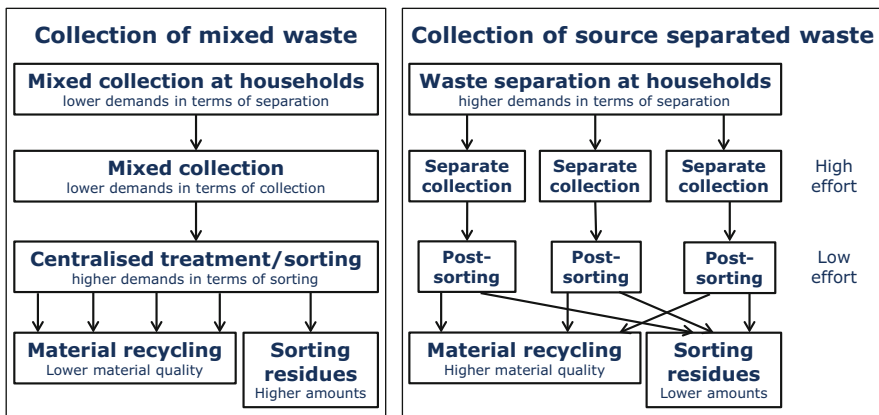 Collection of mixed waste
Mixed collection at households
lower demands in terms of separation
Mixed collection
lower demands in terms of collection
Centralised treatment/sorting
higher demands in terms of sorting
Material recycling
Lower material quality
Sorting
residues
Higher amounts
Collection of source separated waste
Waste separation at households
higher demands in terms of separation
Separate
collection
Separate
collection
Separate
collection
High
effort
Post-
sorting
Post-
sorting
Post-
sorting
Low
effort
Material recycling
Higher material quality
Sorting
residues
Lower amounts